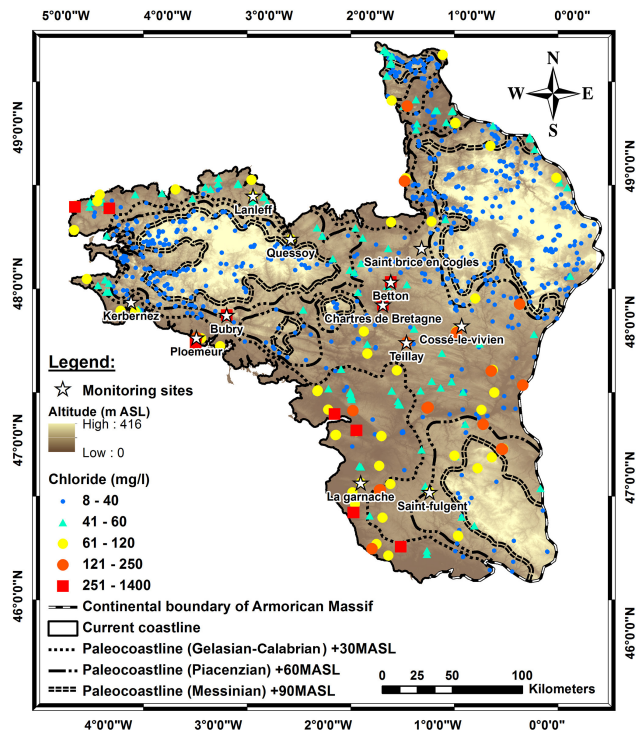 5°0'0"W 4°0'0"W 3°0'0"W 2°0'0"W 1°0'0"W 0°0'0"
N
W E
S
49°0'0"N
49°0'0"N
Lanleff
Quessoy
Saint brice en cogles
48°0'0"N
48°0'0"N
Betton
Kerbernez
Chartres de Bretagne
Bubry
Cossé-le-vivien
Ploemeur
Teillay
Legend:
Monitoring sites
Altitude (m ASL)
High : 416
Low : 0
47°0'0"N
47°0'0"N
Chloride (mg/l)
8 - 40
41 - 60
61 - 120
121 - 250
251 - 1400
La garnache
Saint-fulgent
46°0'0"N
46°0'0"N
Continental boundary of Armorican Massif
Current coastline
Paleocoastline (Gelasian-Calabrian) +30MASL
Paleocoastline (Piacenzian) +60MASL
Paleocoastline (Messinian) +90MASL
0 25 50 100
Kilometers
4°0'0"W 3°0'0"W 2°0'0"W 1°0'0"W 0°0'0"